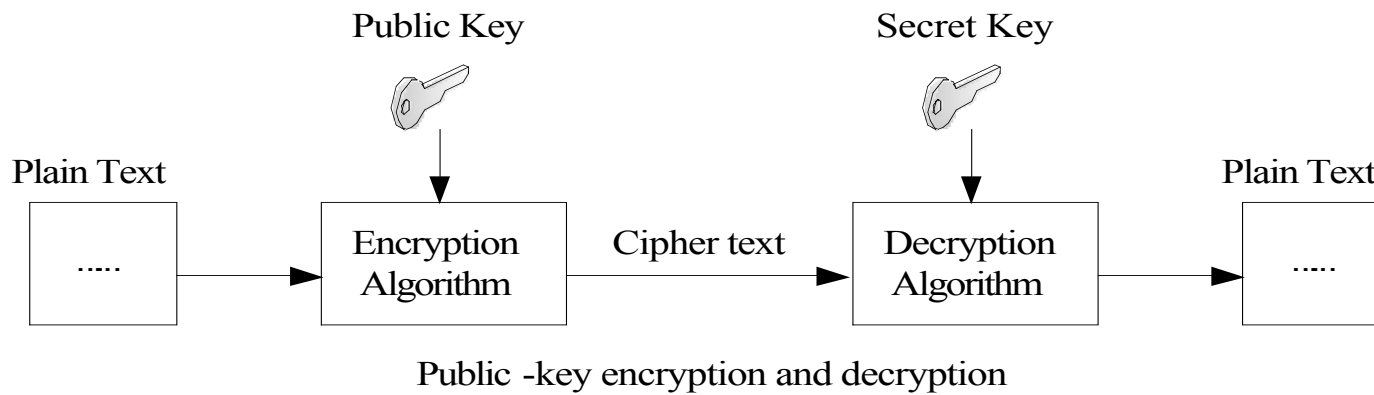 Public Key
Secret Key
Plain Text
Plain Text
.....
Encryption
Algorithm
Cipher text
Decryption
Algorithm
.....
Public -key encryption and decryption